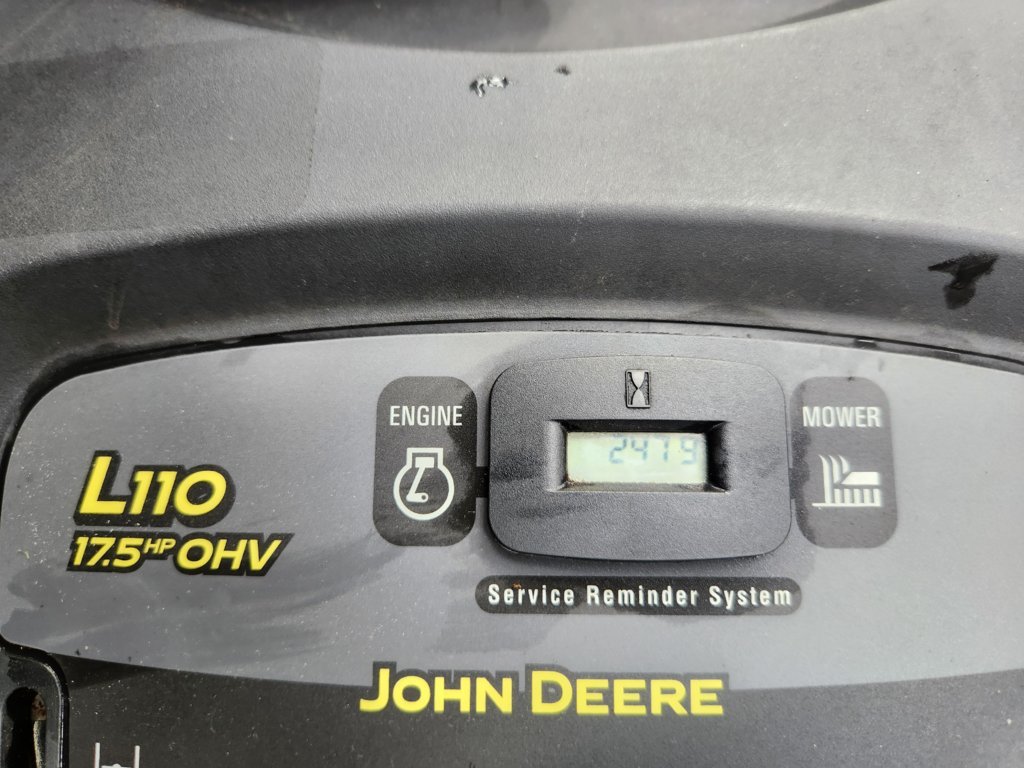 ENGINE
2479
MOWER
L110
17.5HP OHV
Service Reminder System
JOHN DEERE